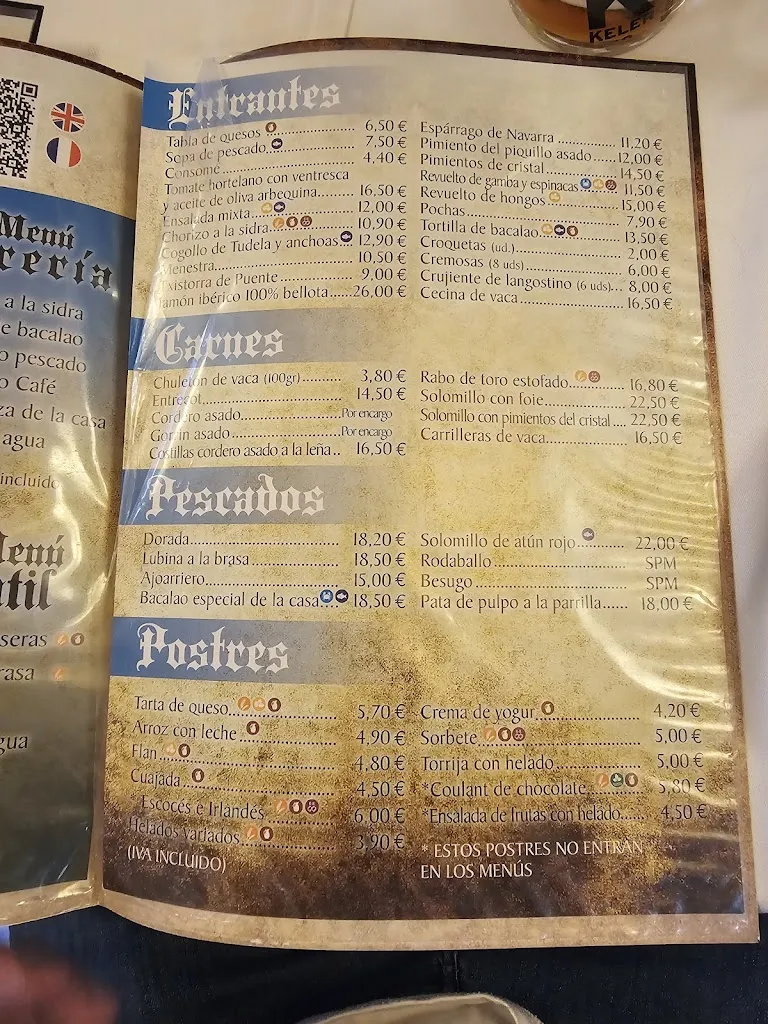 KELER
Menú
rería
a la sidra
e bacalao
o pescado
o Café
za de la casa
agua
incluido
Menú
ntil
seras
rasa
gua
Entrantes
Tabla de quesos 6,50 €
Sopa de pescado 7,50 €
Consomé 4,40 €
Tomate hortelano con ventresca
y aceite de oliva arbequina 16,50 €
Ensalada mixta 12,00 €
Chorizo a la sidra 10,90 €
Cogollo de Tudela y anchoas 12,90 €
Menestra 10,50 €
Txistorra de Puente 9,00 €
Jamón ibérico 100% bellota 26,00 €
Espárrago de Navarra 11,20 €
Pimiento del piquillo asado 12,00 €
Pimientos de cristal 14,50 €
Revuelto de gamba y espinacas 11,50 €
Revuelto de hongos 15,00 €
Pochas 7,90 €
Tortilla de bacalao 13,50 €
Croquetas (ud.) 2,00 €
Cremosas (8 uds) 6,00 €
Crujiente de langostino (6 uds) 8,00 €
Cecina de vaca 16,50 €
Carnes
Chuletón de vaca (100gr) 3,80 €
Entrecot 14,50 €
Cordero asado Por encargo
Gorrín asado Por encargo
Costillas cordero asado a la leña 16,50 €
Rabo de toro estofado 16,80 €
Solomillo con foie 22,50 €
Solomillo con pimientos del cristal 22,50 €
Carrilleras de vaca 16,50 €
Pescados
Dorada 18,20 €
Lubina a la brasa 18,50 €
Ajoarriero 15,00 €
Bacalao especial de la casa 18,50 €
Solomillo de atún rojo 22,00 €
Rodaballo SPM
Besugo SPM
Pata de pulpo a la parrilla 18,00 €
Postres
Tarta de queso 5,70 €
Arroz con leche 4,90 €
Flan 4,80 €
Cuajada 4,50 €
Escocés e Irlandés 6,00 €
Helados variados 3,90 €
(IVA INCLUIDO)
Crema de yogur 4,20 €
Sorbete 5,00 €
Torrija con helado 5,00 €
*Coulant de chocolate 5,80 €
*Ensalada de frutas con helado 4,50 €
* ESTOS POSTRES NO ENTRAN
EN LOS MENÚS